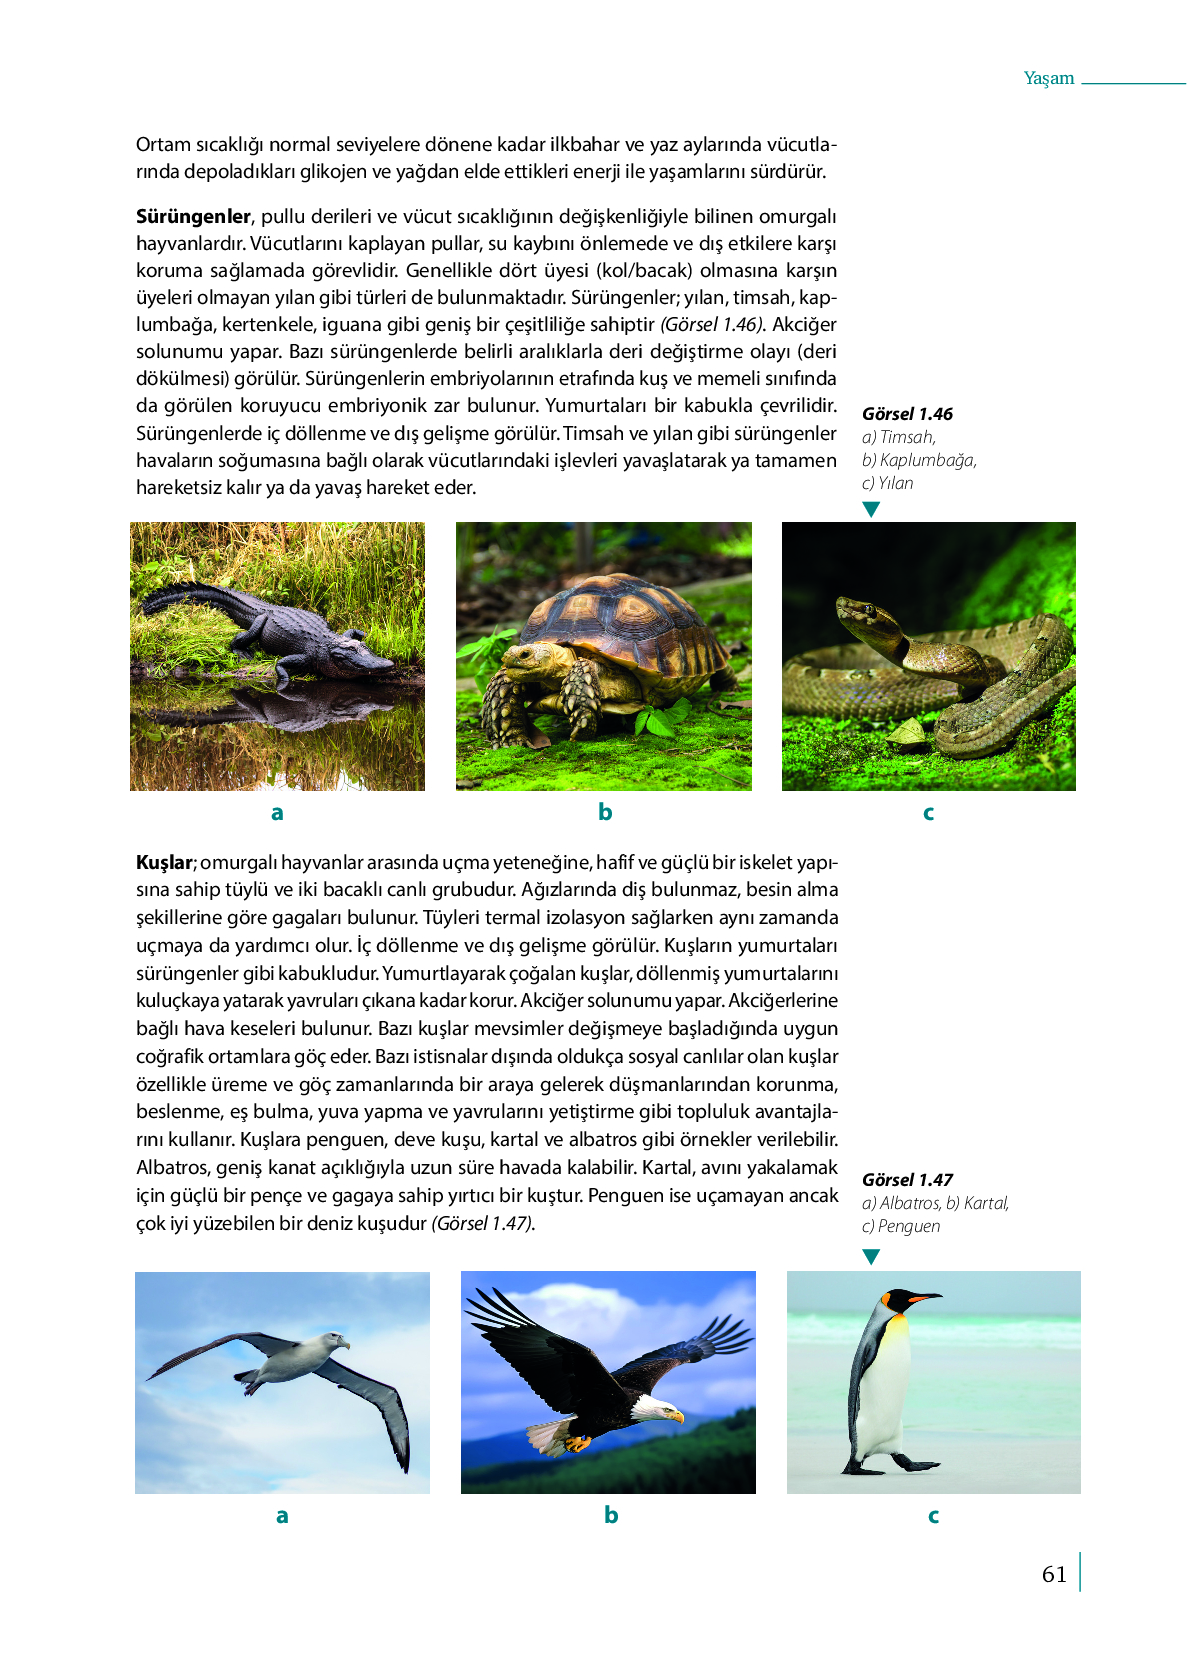 Yaşam
Ortam sıcaklığı normal seviyelere dönene kadar ilkbahar ve yaz aylarında vücutla-
rında depoladıkları glikojen ve yağdan elde ettikleri enerji ile yaşamlarını sürdürür.
Sürüngenler, pullu derileri ve vücut sıcaklığının değişkenliğiyle bilinen omurgalı
hayvanlardır. Vücutlarını kaplayan pullar, su kaybını önlemede ve dış etkilere karşı
koruma sağlamada görevlidir. Genellikle dört üyesi (kol/bacak) olmasına karşın
üyeleri olmayan yılan gibi türleri de bulunmaktadır. Sürüngenler; yılan, timsah, kap-
lumbağa, kertenkele, iguana gibi geniş bir çeşitliliğe sahiptir (Görsel 1.46). Akciğer
solunumu yapar. Bazı sürüngenlerde belirli aralıklarla deri değiştirme olayı (deri
dökülmesi) görülür. Sürüngenlerin embriyolarının etrafında kuş ve memeli sınıfında
da görülen koruyucu embriyonik zar bulunur. Yumurtaları bir kabukla çevrilidir.
Sürüngenlerde iç döllenme ve dış gelişme görülür. Timsah ve yılan gibi sürüngenler
havaların soğumasına bağlı olarak vücutlarındaki işlevleri yavaşlatarak ya tamamen
hareketsiz kalır ya da yavaş hareket eder.
Görsel 1.46
a) Timsah,
b) Kaplumbağa,
c) Yılan
a
b
c
Kuşlar; omurgalı hayvanlar arasında uçma yeteneğine, hafif ve güçlü bir iskelet yapı-
sına sahip tüylü ve iki bacaklı canlı grubudur. Ağızlarında diş bulunmaz, besin alma
şekillerine göre gagaları bulunur. Tüyleri termal izolasyon sağlarken aynı zamanda
uçmaya da yardımcı olur. İç döllenme ve dış gelişme görülür. Kuşların yumurtaları
sürüngenler gibi kabukludur. Yumurtlayarak çoğalan kuşlar, döllenmiş yumurtalarını
kuluçkaya yatarak yavruları çıkana kadar korur. Akciğer solunumu yapar. Akciğerlerine
bağlı hava keseleri bulunur. Bazı kuşlar mevsimler değişmeye başladığında uygun
coğrafik ortamlara göç eder. Bazı istisnalar dışında oldukça sosyal canlılar olan kuşlar
özellikle üreme ve göç zamanlarında bir araya gelerek düşmanlarından korunma,
beslenme, eş bulma, yuva yapma ve yavrularını yetiştirme gibi topluluk avantajla-
rını kullanır. Kuşlara penguen, deve kuşu, kartal ve albatros gibi örnekler verilebilir.
Albatros, geniş kanat açıklığıyla uzun süre havada kalabilir. Kartal, avını yakalamak
için güçlü bir pençe ve gagaya sahip yırtıcı bir kuştur. Penguen ise uçamayan ancak
çok iyi yüzebilen bir deniz kuşudur (Görsel 1.47).
Görsel 1.47
a) Albatros, b) Kartal,
c) Penguen
a
b
c
61